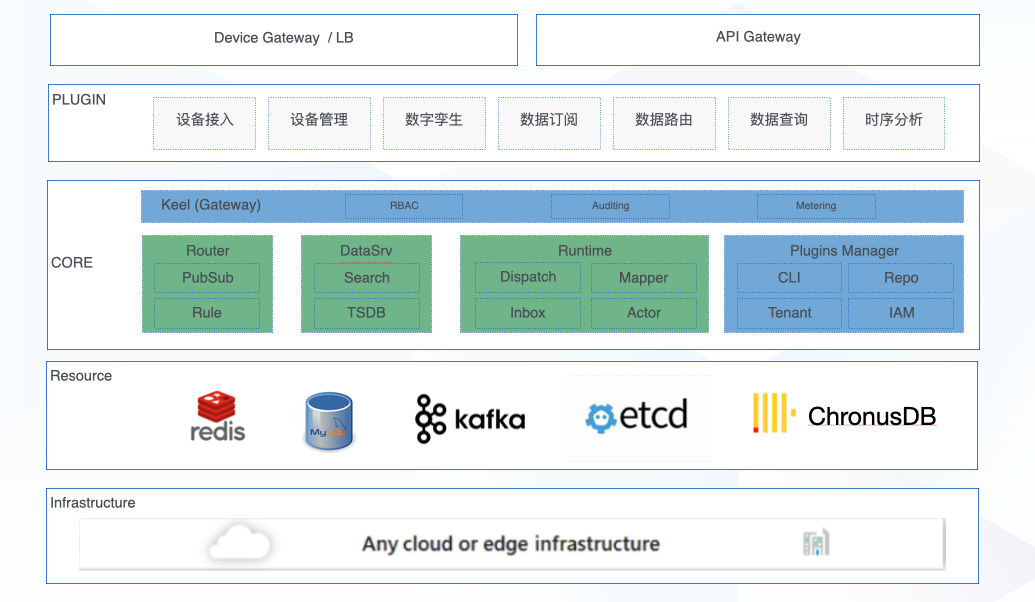 Device Gateway / LB
API Gateway
PLUGIN
设备接入
设备管理
数字孪生
数据订阅
数据路由
数据查询
时序分析
CORE
Keel (Gateway)
RBAC
Auditing
Metering
Router
PubSub
Rule
DataSrv
Search
TSDB
Runtime
Dispatch
Mapper
Inbox
Actor
Plugins Manager
CLI
Repo
Tenant
IAM
Resource
redis
MySQL
kafka
etcd
ChronusDB
Infrastructure
Any cloud or edge infrastructure